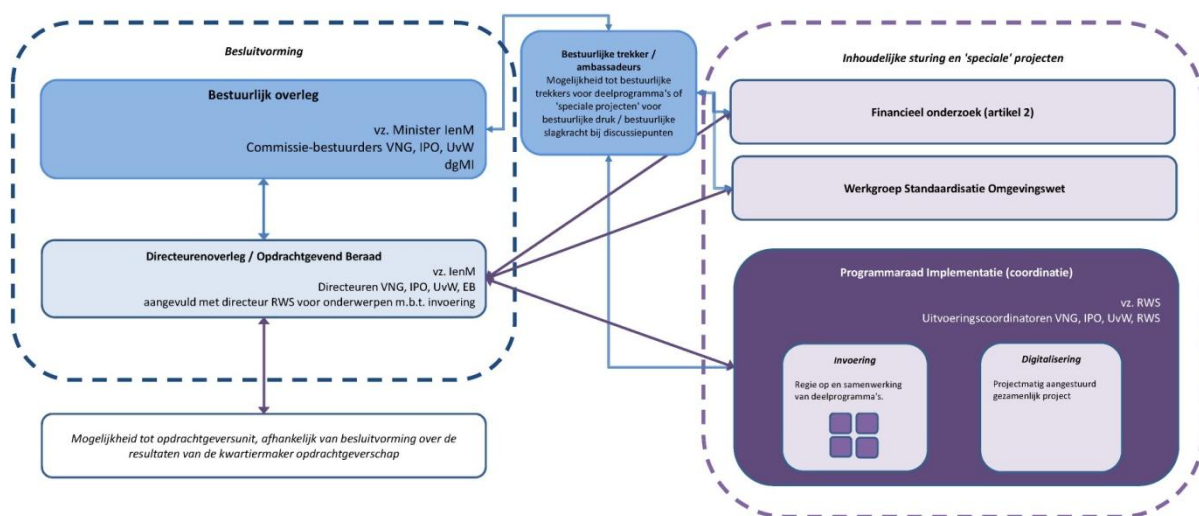 Besluitvorming
Bestuurlijk overleg
vz. Minister IenM
Commissie-bestuurders VNG, IPO, UvW
dgMI
Directeurenoverleg / Opdrachtgevend Beraad
vz. IenM
Directeuren VNG, IPO, UvW, EB
aangevuld met directeur RWS voor onderwerpen m.b.t. invoering
Mogelijkheid tot opdrachtgeversunit, afhankelijk van besluitvorming over de
resultaten van de kwartiermaker opdrachtgeverschap
Bestuurlijke trekker /
ambassadeurs
Mogelijkheid tot bestuurlijke
trekkers voor deelprogramma's of
'speciale projecten' voor
bestuurlijke druk / bestuurlijke
slagkracht bij discussiepunten
Inhoudelijke sturing en 'speciale' projecten
Financieel onderzoek (artikel 2)
Werkgroep Standaardisatie Omgevingswet
Programmaraad Implementatie (coordinatie)
vz. RWS
Uitvoeringscoordinatoren VNG, IPO, UvW, RWS
Invoering
Regie op en samenwerking
van deelprogramma's.
Digitalisering
Projectmatig aangestuurd
gezamenlijk project